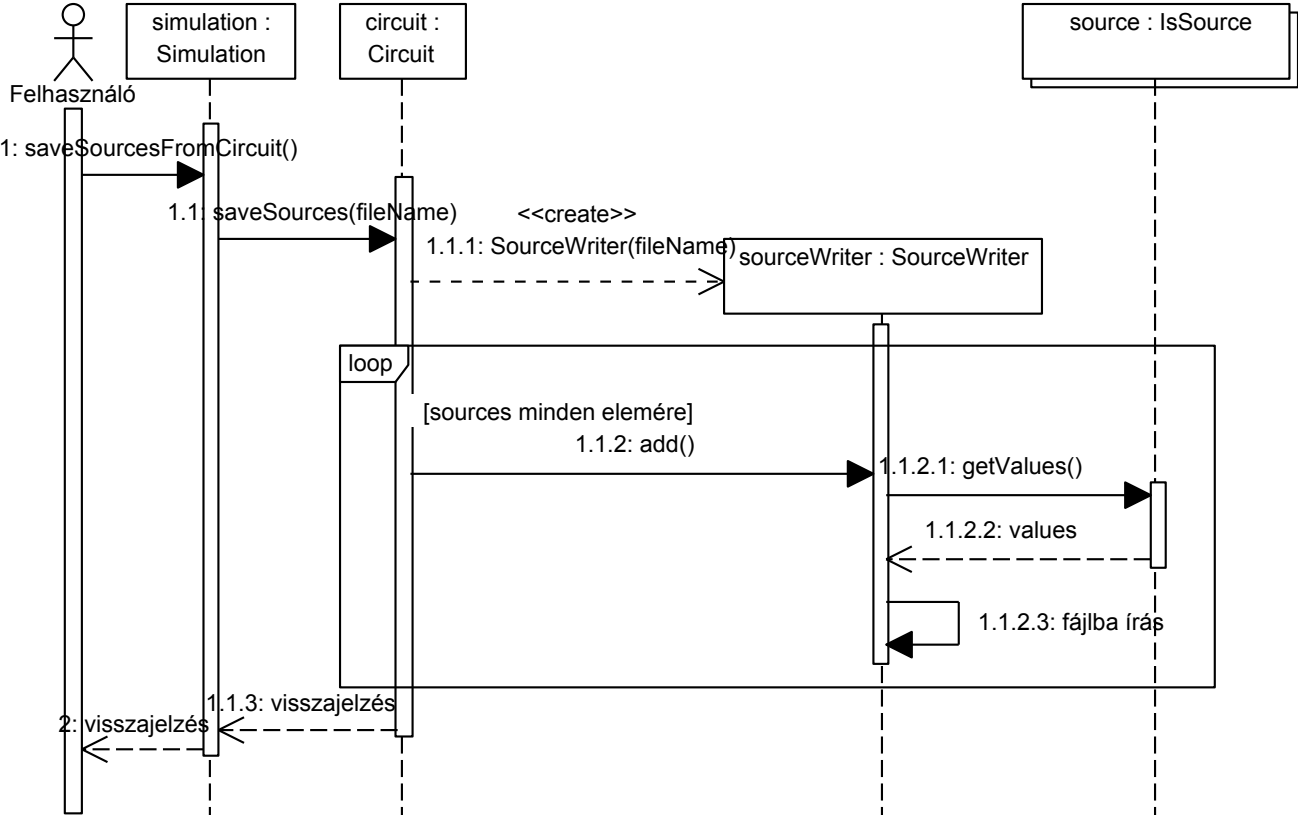 simulation :
Simulation
circuit :
Circuit
source : IsSource
Felhasználó
1: saveSourcesFromCircuit()
1.1: saveSources(fileName)
<<create>>
1.1.1: SourceWriter(fileName)
sourceWriter : SourceWriter
loop
[sources minden elemére]
1.1.2: add()
1.1.2.1: getValues()
1.1.2.2: values
1.1.2.3: fájlba írás
1.1.3: visszajelzés
2: visszajelzés